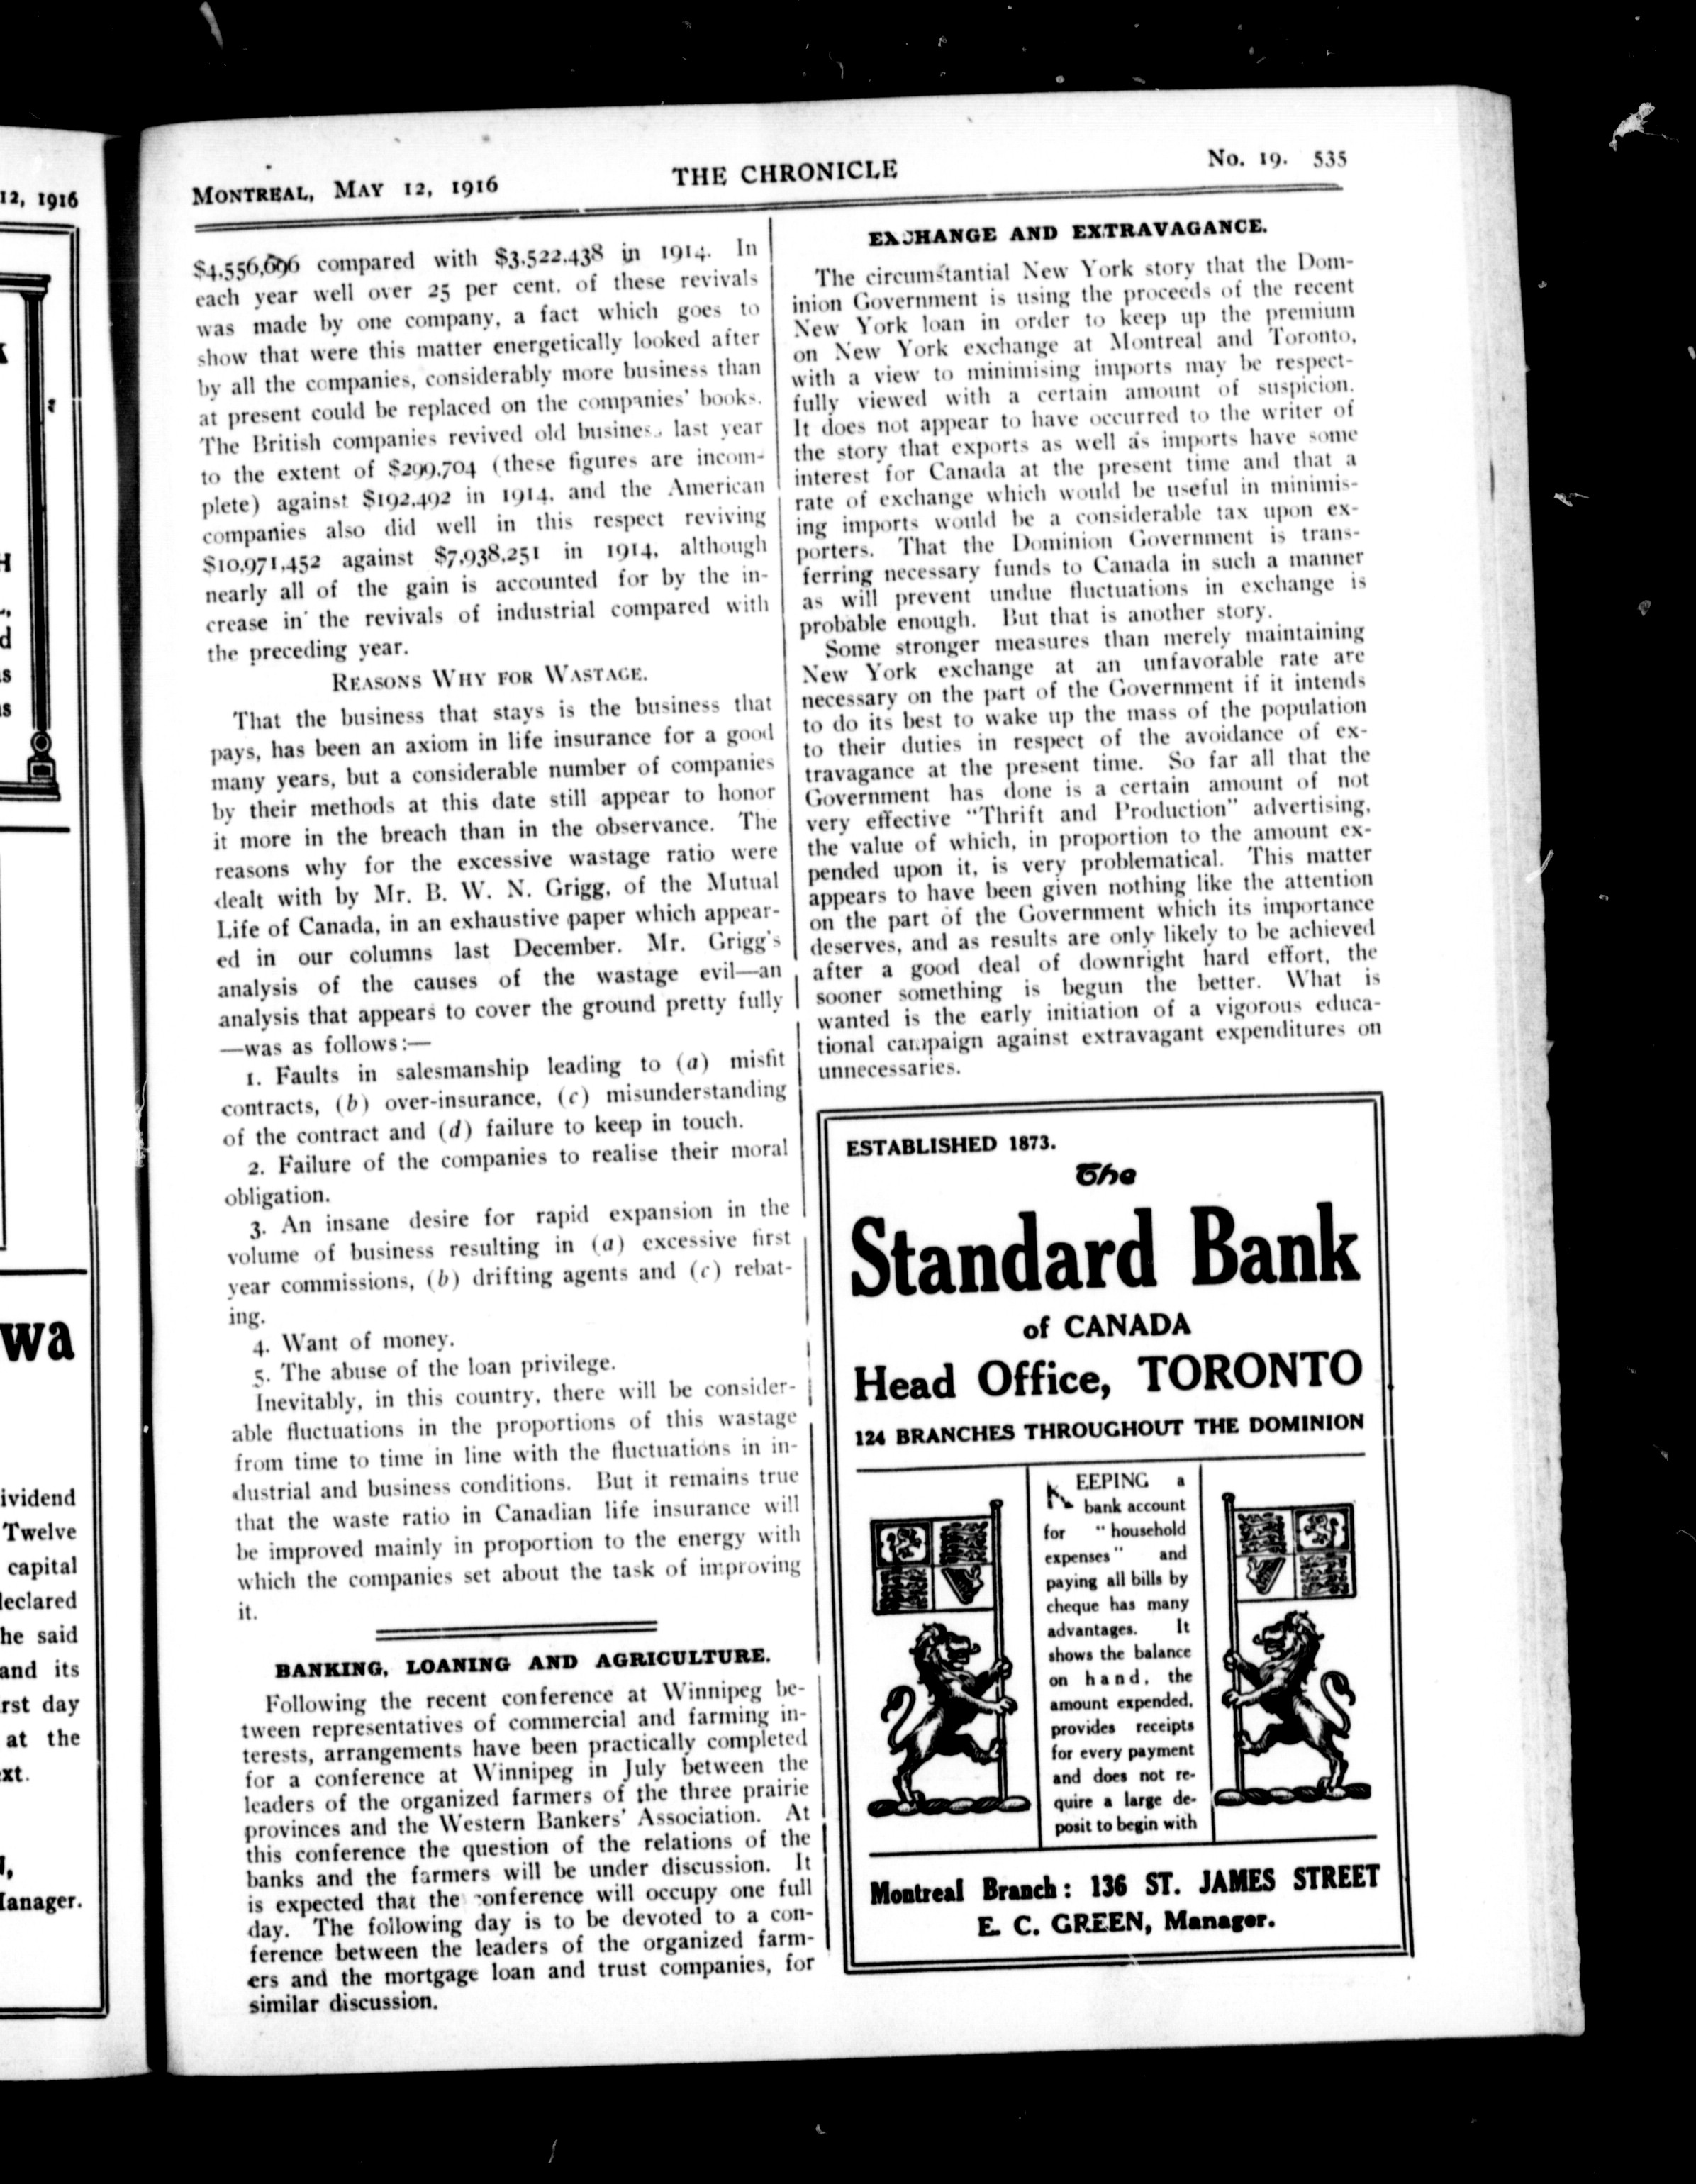 12, 1916
H
d
s
s
wa
ividend
Twelve
capital
leclared
he said
and its
rst day
at the
xt.
Ianager.
MONTREAL, MAY 12, 1916
THE CHRONICLE
No. 19. 535
$4,556,696 compared with $3,522,438 in 1914. In
each year well over 25 per cent. of these revivals
was made by one company, a fact which goes to
show that were this matter energetically looked after
by all the companies, considerably more business than
at present could be replaced on the companies' books.
The British companies revived old busines. last year
to the extent of $299,704 (these figures are incom-
plete) against $192,492 in 1914, and the American
companies also did well in this respect reviving
$10,971,452 against $7,938,251 in 1914, although
nearly all of the gain is accounted for by the in-
crease in the revivals of industrial compared with
the preceding year.
REASONS WHY FOR WASTAGE.
That the business that stays is the business that
pays, has been an axiom in life insurance for a good
many years, but a considerable number of companies
by their methods at this date still appear to honor
it more in the breach than in the observance. The
reasons why for the excessive wastage ratio were
dealt with by Mr. B. W. N. Grigg, of the Mutual
Life of Canada, in an exhaustive paper which appear-
ed in our columns last December. Mr. Grigg's
analysis of the causes of the wastage evil—an
analysis that appears to cover the ground pretty fully
—was as follows:—
1. Faults in salesmanship leading to (a) misfit
contracts, (b) over-insurance, (c) misunderstanding
of the contract and (d) failure to keep in touch.
2. Failure of the companies to realise their moral
obligation.
3. An insane desire for rapid expansion in the
volume of business resulting in (a) excessive first
year commissions, (b) drifting agents and (c) rebat-
ing.
4. Want of money.
5. The abuse of the loan privilege.
Inevitably, in this country, there will be consider-
able fluctuations in the proportions of this wastage
from time to time in line with the fluctuations in in-
dustrial and business conditions. But it remains true
that the waste ratio in Canadian life insurance will
be improved mainly in proportion to the energy with
which the companies set about the task of improving
it.
BANKING, LOANING AND AGRICULTURE.
Following the recent conference at Winnipeg be-
tween representatives of commercial and farming in-
terests, arrangements have been practically completed
for a conference at Winnipeg in July between the
leaders of the organized farmers of the three prairie
provinces and the Western Bankers' Association. At
this conference the question of the relations of the
banks and the farmers will be under discussion. It
is expected that the conference will occupy one full
day. The following day is to be devoted to a con-
ference between the leaders of the organized farm-
ers and the mortgage loan and trust companies, for
similar discussion.
EXCHANGE AND EXTRAVAGANCE.
The circumstantial New York story that the Dom-
inion Government is using the proceeds of the recent
New York loan in order to keep up the premium
on New York exchange at Montreal and Toronto,
with a view to minimising imports may be respect-
fully viewed with a certain amount of suspicion.
It does not appear to have occurred to the writer of
the story that exports as well as imports have some
interest for Canada at the present time and that a
rate of exchange which would be useful in minimis-
ing imports would be a considerable tax upon ex-
porters. That the Dominion Government is trans-
ferring necessary funds to Canada in such a manner
as will prevent undue fluctuations in exchange is
probable enough. But that is another story.
Some stronger measures than merely maintaining
New York exchange at an unfavorable rate are
necessary on the part of the Government if it intends
to do its best to wake up the mass of the population
to their duties in respect of the avoidance of ex-
travagance at the present time. So far all that the
Government has done is a certain amount of not
very effective "Thrift and Production" advertising,
the value of which, in proportion to the amount ex-
pended upon it, is very problematical. This matter
appears to have been given nothing like the attention
on the part of the Government which its importance
deserves, and as results are only likely to be achieved
after a good deal of downright hard effort, the
sooner something is begun the better. What is
wanted is the early initiation of a vigorous educa-
tional campaign against extravagant expenditures on
unnecessaries.
ESTABLISHED 1873.
The
Standard Bank
of CANADA
Head Office, TORONTO
124 BRANCHES THROUGHOUT THE DOMINION
KEEPING a
bank account
for "household
expenses" and
paying all bills by
cheque has many
advantages. It
shows the balance
on hand, the
amount expended,
provides receipts
for every payment
and does not re-
quire a large de-
posit to begin with
Montreal Branch: 136 ST. JAMES STREET
E. C. GREEN, Manager.